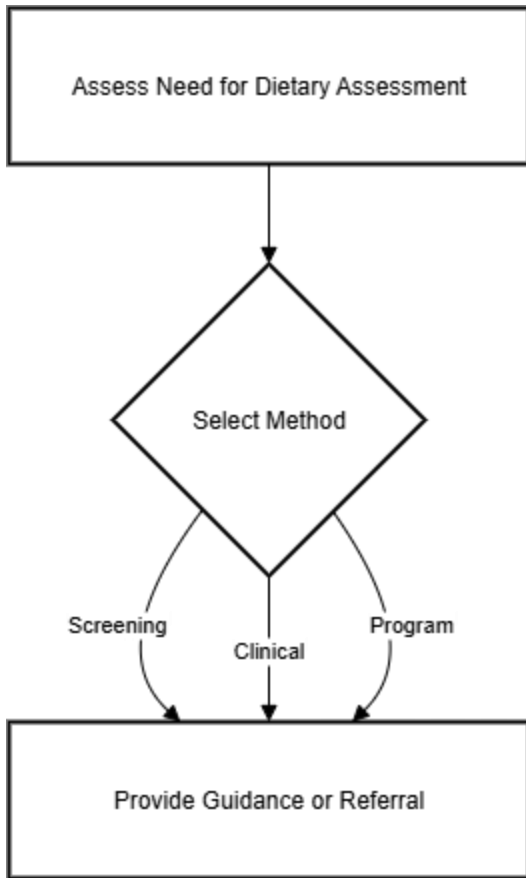 Assess Need for Dietary Assessment
Select Method
Screening
Clinical
Program
Provide Guidance or Referral